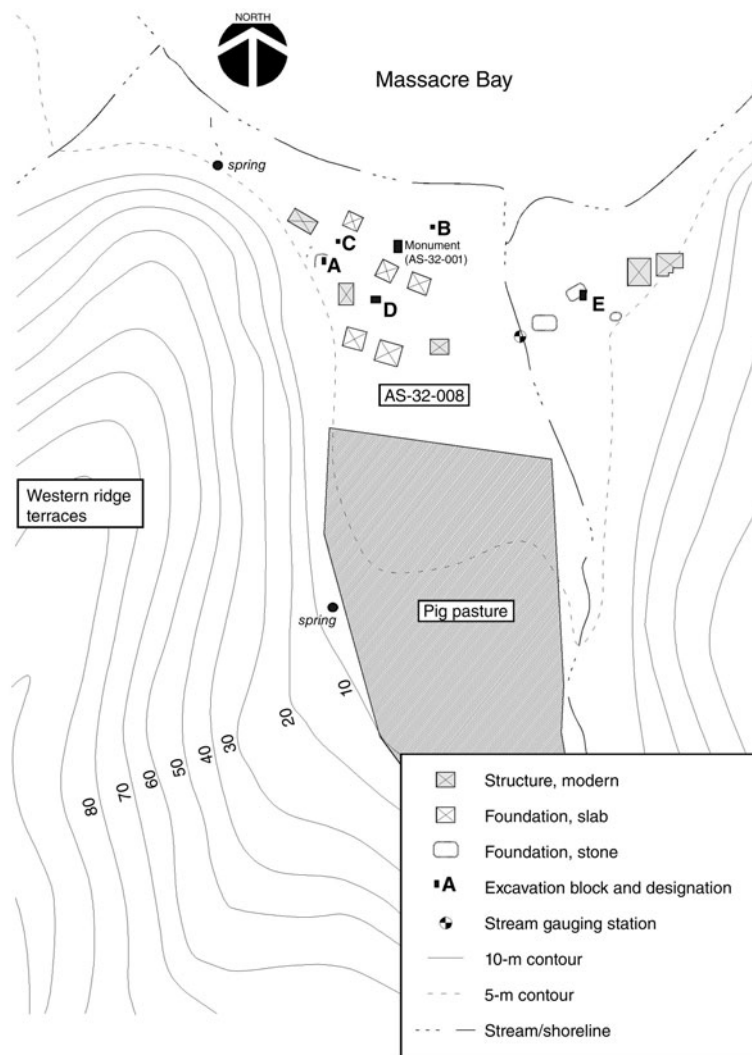 NORTH
Massacre Bay
spring
B
C
Monument
(AS-32-001)
A
D
E
AS-32-008
Western ridge
terraces
Pig pasture
spring
10
20
30
40
50
60
70
80
Structure, modern
Foundation, slab
Foundation, stone
A Excavation block and designation
Stream gauging station
10-m contour
5-m contour
Stream/shoreline